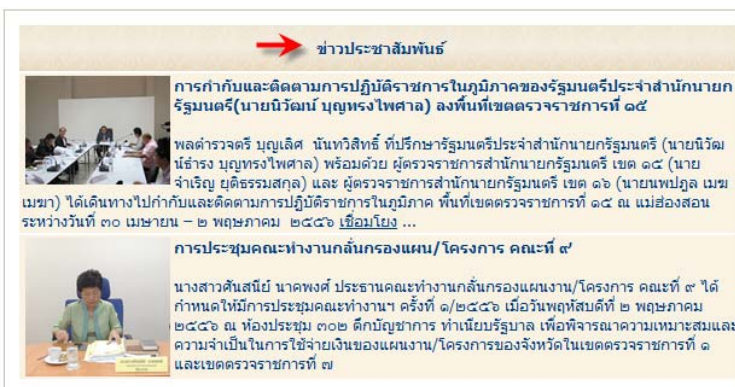 ข่าวประชาสัมพันธ์
การกำกับและติดตามการปฏิบัติราชการในภูมิภาคของรัฐมนตรีประจำสำนักนายก
รัฐมนตรี(นายนิวัฒน์ บุญทรงไพศาล) ลงพื้นที่เขตตรวจราชการที่ ๑๕
พลตำรวจตรี บุญเลิศ นันทวิสิทธิ์ ที่ปรึกษารัฐมนตรีประจำสำนักนายกรัฐมนตรี (นายนิวัฒ
น์ธำรง บุญทรงไพศาล) พร้อมด้วย ผู้ตรวจราชการสำนักนายกรัฐมนตรี เขต ๑๕ (นาย
จำเริญ ยุติธรรมสกุล) และ ผู้ตรวจราชการสำนักนายกรัฐมนตรี เขต ๑๖ (นายนพปฎล เมฆ
เมฆา) ได้เดินทางไปกำกับและติดตามการปฏิบัติราชการในภูมิภาค พื้นที่เขตตรวจราชการที่ ๑๕ ณ แม่ฮ่องสอน
ระหว่างวันที่ ๓๐ เมษายน – ๒ พฤษภาคม ๒๕๕๖ เชื่อมโยง ...
การประชุมคณะทำงานกลั่นกรองแผน/โครงการ คณะที่ ๙
นางสาวศันสนีย์ นาคพงศ์ ประธานคณะทำงานกลั่นกรองแผนงาน/โครงการ คณะที่ ๙ ได้
กำหนดให้มีการประชุมคณะทำงานฯ ครั้งที่ ๑/๒๕๕๖ เมื่อวันพฤหัสบดีที่ ๒ พฤษภาคม
๒๕๕๖ ณ ห้องประชุม ๓๐๒ ตึกบัญชาการ ทำเนียบรัฐบาล เพื่อพิจารณาความเหมาะสมและ
ความจำเป็นในการใช้จ่ายเงินของแผนงาน/โครงการของจังหวัดในเขตตรวจราชการที่ ๑
และเขตตรวจราชการที่ ๗